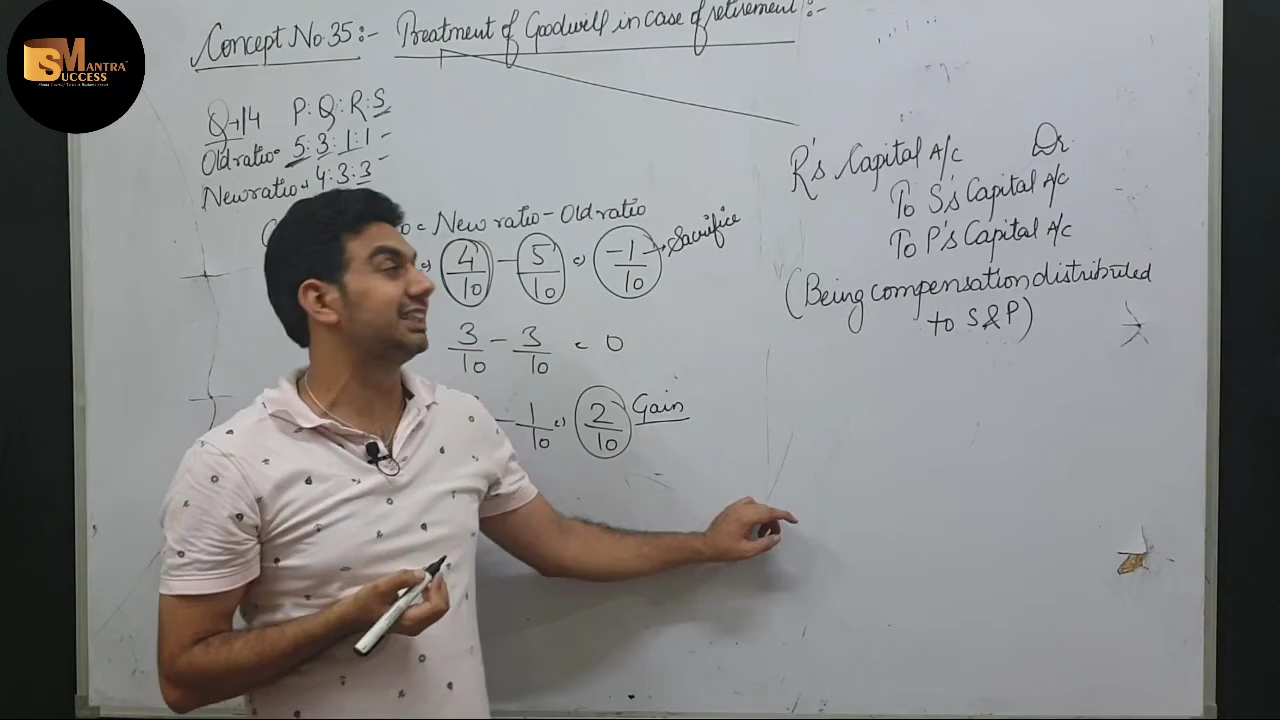 SMANTRA
SUCCESS
Concept No. 35:- Treatment of Goodwill in case of retirement:-
Q→14 P: Q: R: S
Old ratio = 5: 3: 1: 1
New ratio = 4: 3: 3
= New ratio - Old ratio
4/10 - 5/10 = -1/10 → Sacrifice
3/10 - 3/10 = 0
- 1/10 = 2/10 Gain
R's Capital A/c Dr.
To S's Capital A/c
To P's Capital A/c
(Being compensation distributed
to S & P)